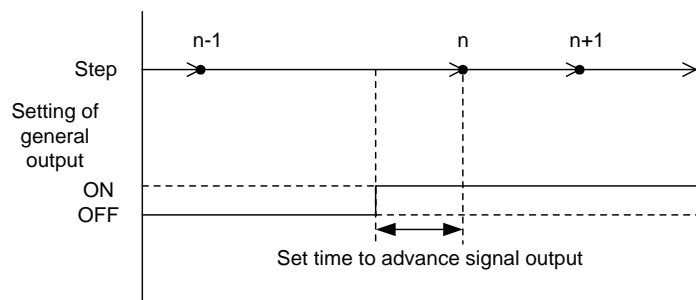 n-1
n
n+1
Step
Setting of
general
output
ON
OFF
Set time to advance signal output